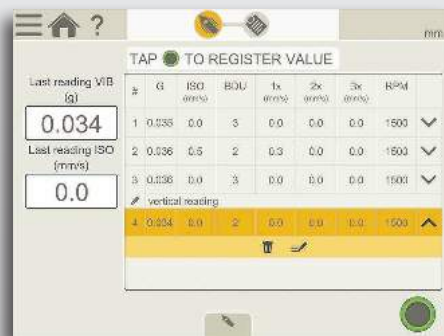 ?
mm
TAP TO REGISTER VALUE
Last reading VIB
(g)
0.034
Last reading ISO
(mm/s)
0.0
# G ISO (mm/s) BDU 1x (mm/s) 2x (mm/s) 3x (mm/s) RPM
1 0.035 0.0 3 0.0 0.0 0.0 1500
2 0.036 0.5 2 0.3 0.0 0.0 1500
3 0.036 0.0 3 0.0 0.0 0.0 1500
vertical reading
4 0.034 0.0 2 0.0 0.0 0.0 1500